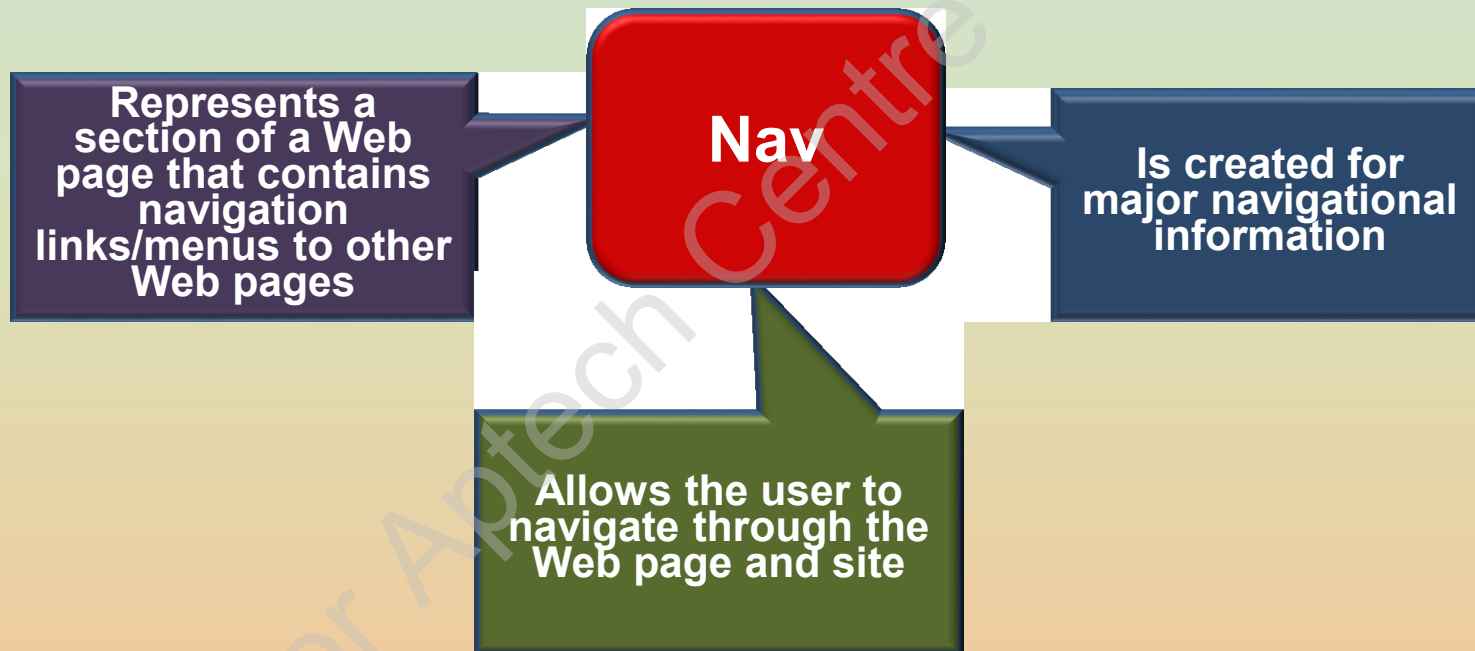 Represents a
section of a Web
page that contains
navigation
links/menus to other
Web pages
Nav
Is created for
major navigational
information
Allows the user to
navigate through the
Web page and site
er Aptech Centre